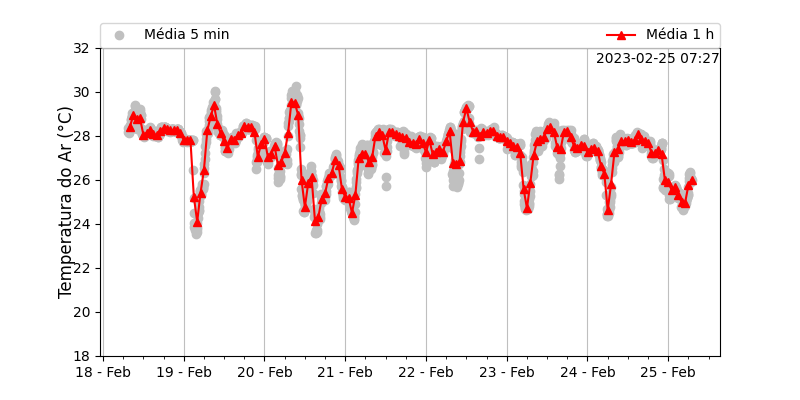 Média 5 min
Média 1 h
2023-02-25 07:27
Temperatura do Ar (°C)
32
30
28
26
24
22
20
18
18 - Feb
19 - Feb
20 - Feb
21 - Feb
22 - Feb
23 - Feb
24 - Feb
25 - Feb